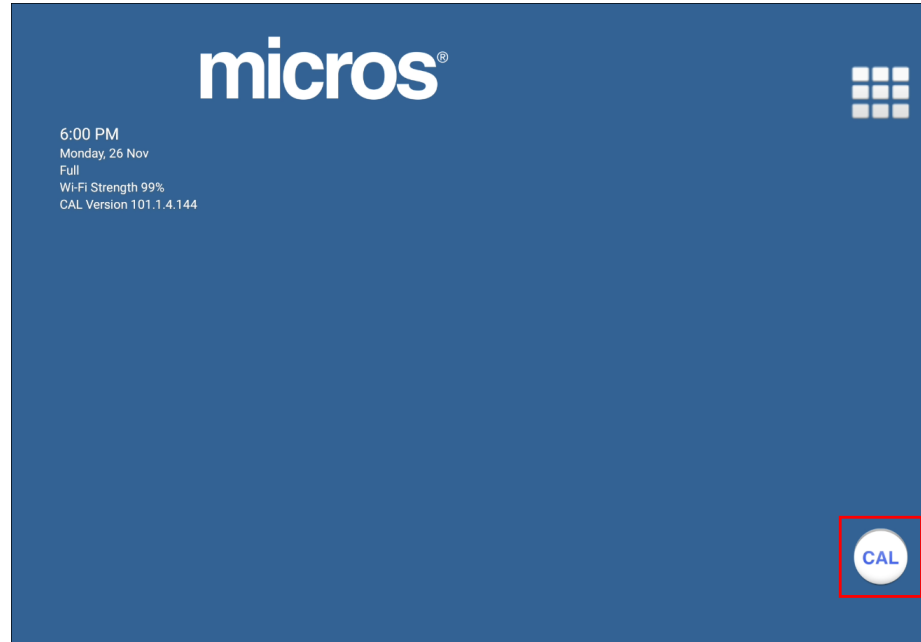 micros®
6:00 PM
Monday, 26 Nov
Full
Wi-Fi Strength 99%
CAL Version 101.1.4.144
CAL